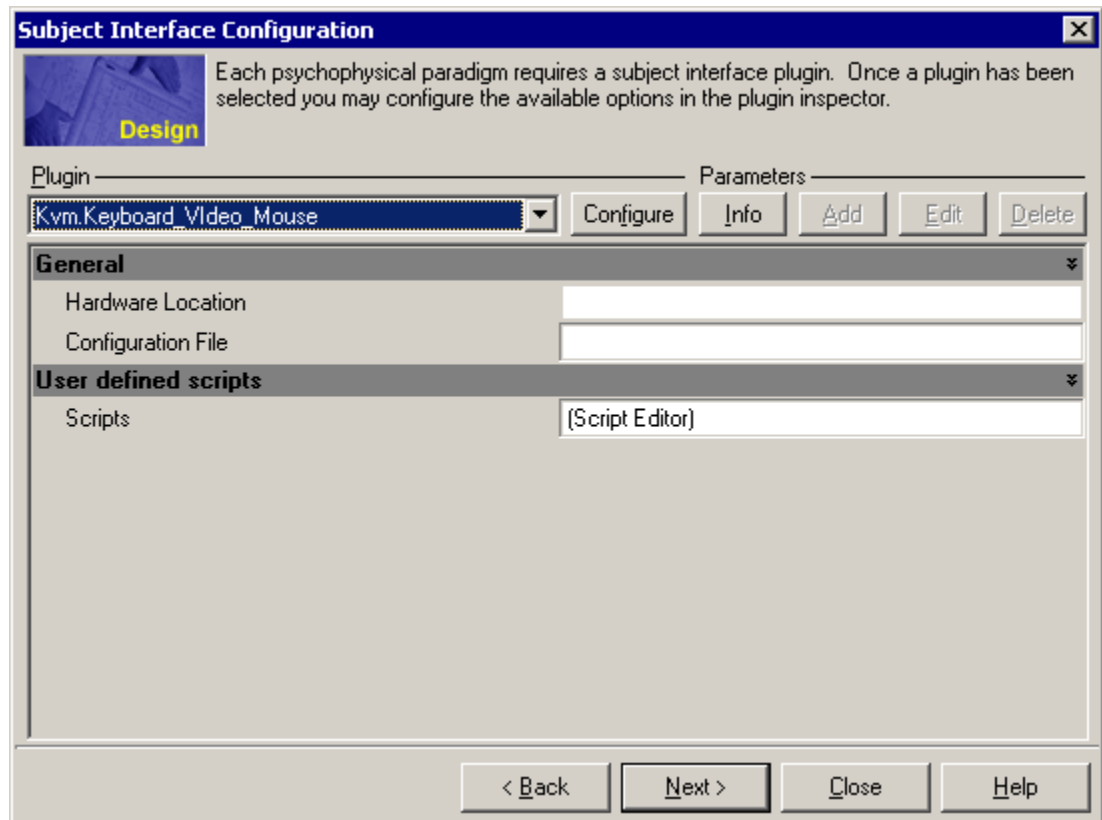 Subject Interface Configuration
Each psychophysical paradigm requires a subject interface plugin. Once a plugin has been
selected you may configure the available options in the plugin inspector.
Design
Plugin
Parameters
Kvm.Keyboard_VIdeo_Mouse
Configure
Info
Add
Edit
Delete
General
Hardware Location
Configuration File
User defined scripts
Scripts
(Script Editor)
< Back
Next >
Close
Help